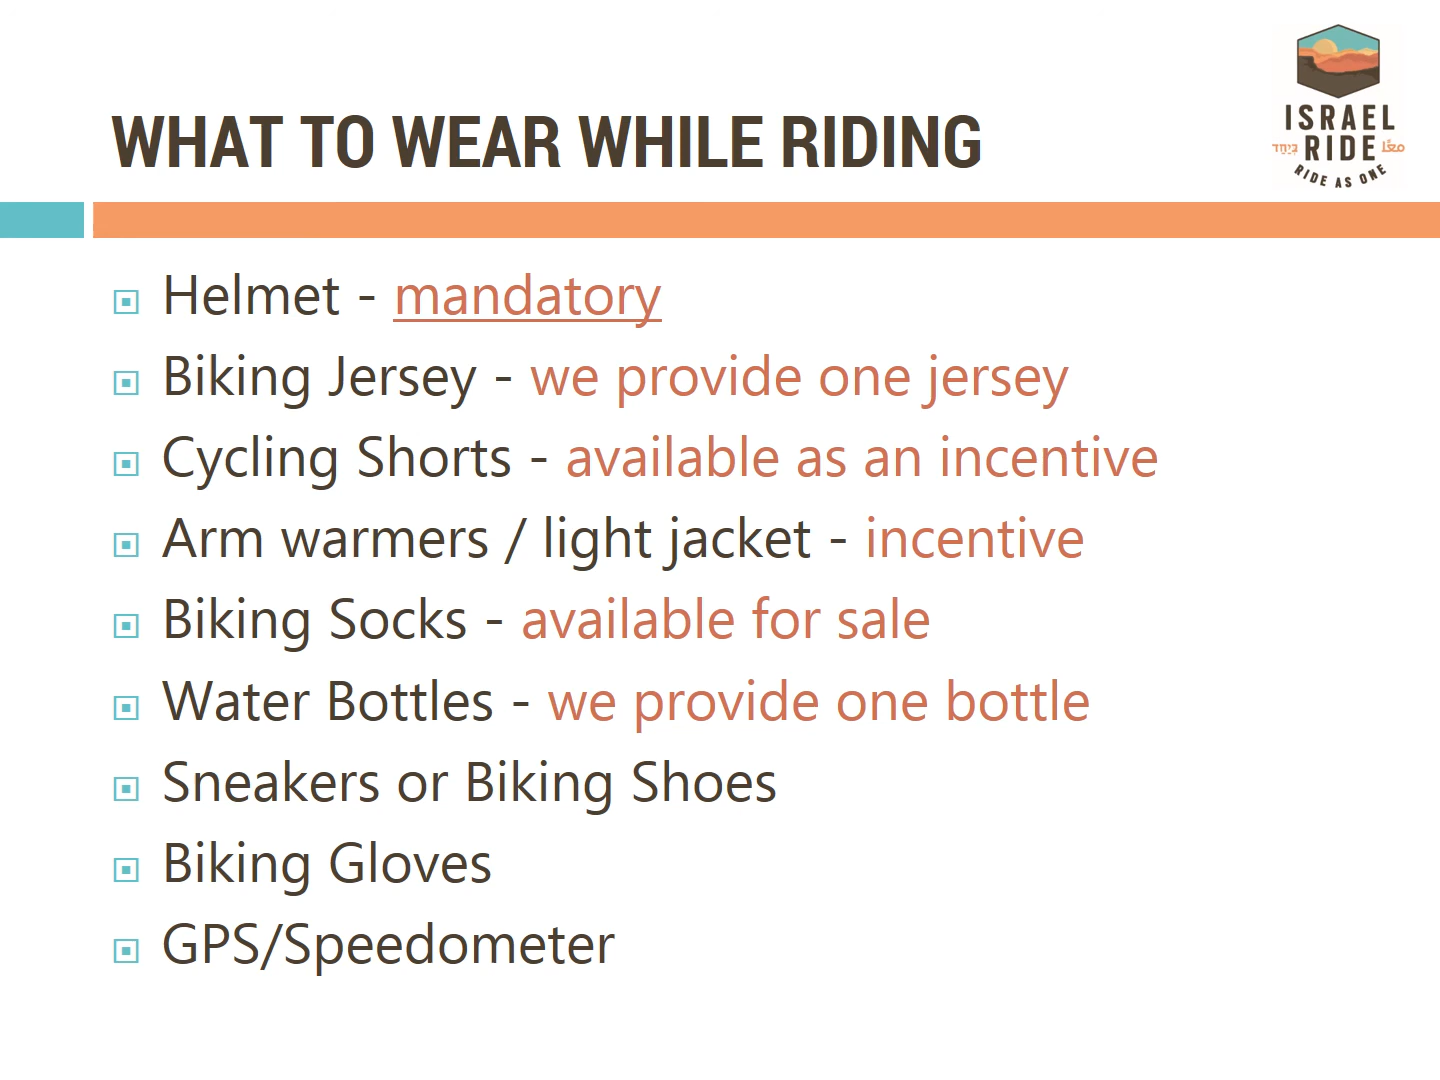 WHAT TO WEAR WHILE RIDING
ISRAEL
בְּיַחַד RIDE معًا
RIDE AS ONE
Helmet - mandatory
Biking Jersey - we provide one jersey
Cycling Shorts - available as an incentive
Arm warmers / light jacket - incentive
Biking Socks - available for sale
Water Bottles - we provide one bottle
Sneakers or Biking Shoes
Biking Gloves
GPS/Speedometer